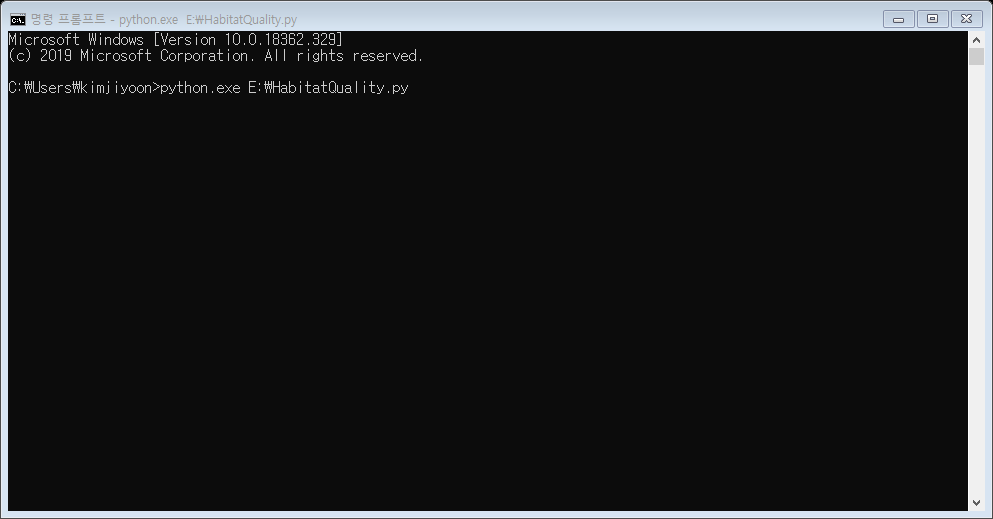 명령 프롬프트 - python.exe  E:₩HabitatQuality.py
Microsoft Windows [Version 10.0.18362.329]
(c) 2019 Microsoft Corporation. All rights reserved.
C:₩Users₩kimjiyoon>python.exe E:₩HabitatQuality.py